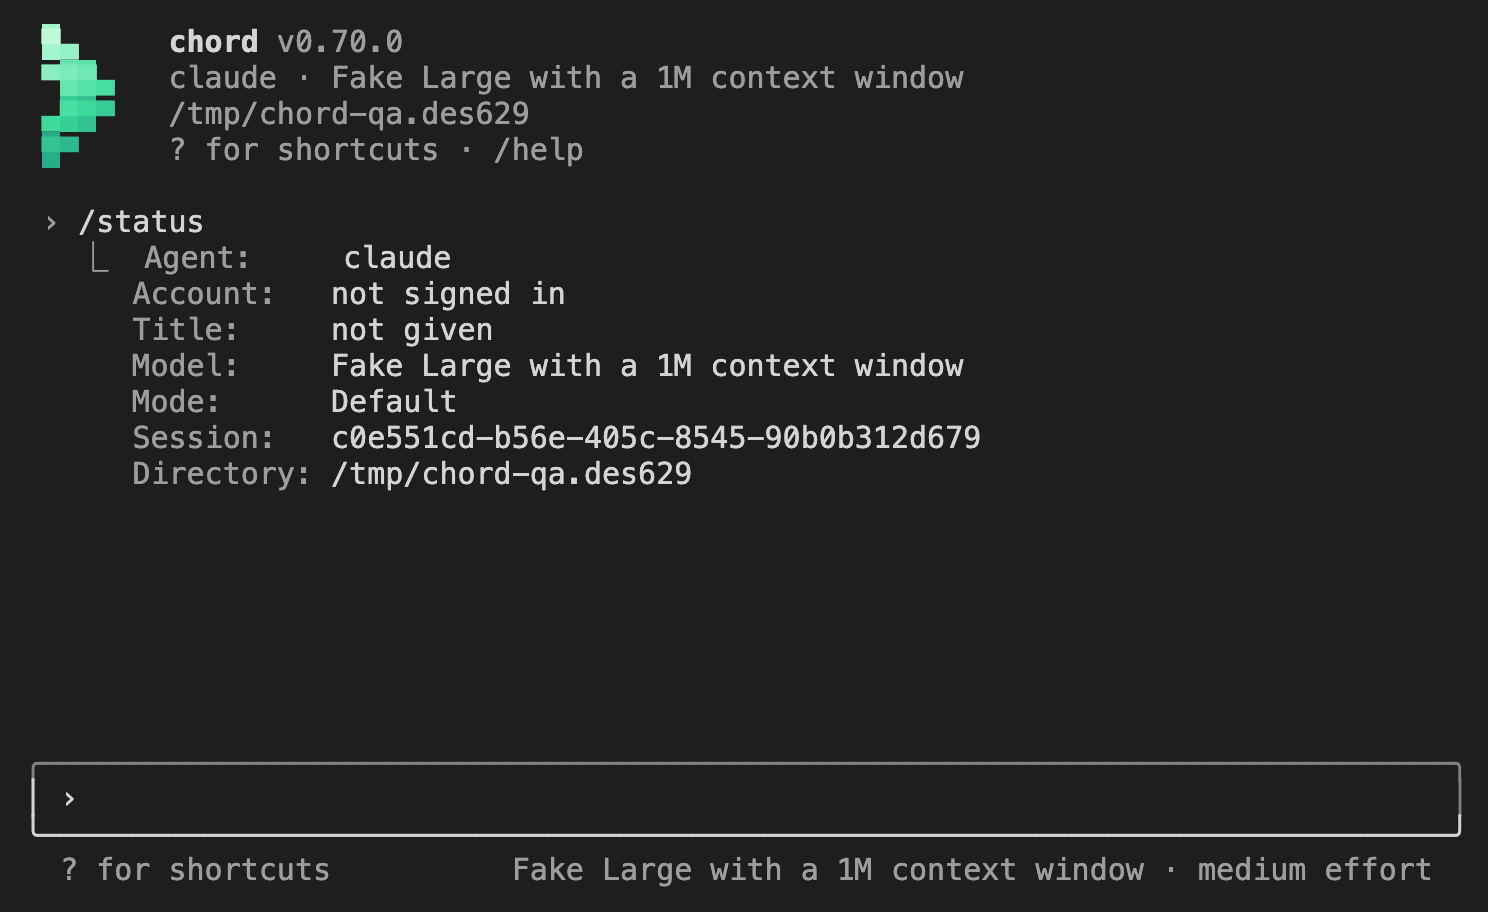 chord v0.70.0
claude · Fake Large with a 1M context window
/tmp/chord-qa.des629
? for shortcuts · /help
› /status
Agent: claude
Account: not signed in
Title: not given
Model: Fake Large with a 1M context window
Mode: Default
Session: c0e551cd-b56e-405c-8545-90b0b312d679
Directory: /tmp/chord-qa.des629
›
? for shortcuts Fake Large with a 1M context window · medium effort